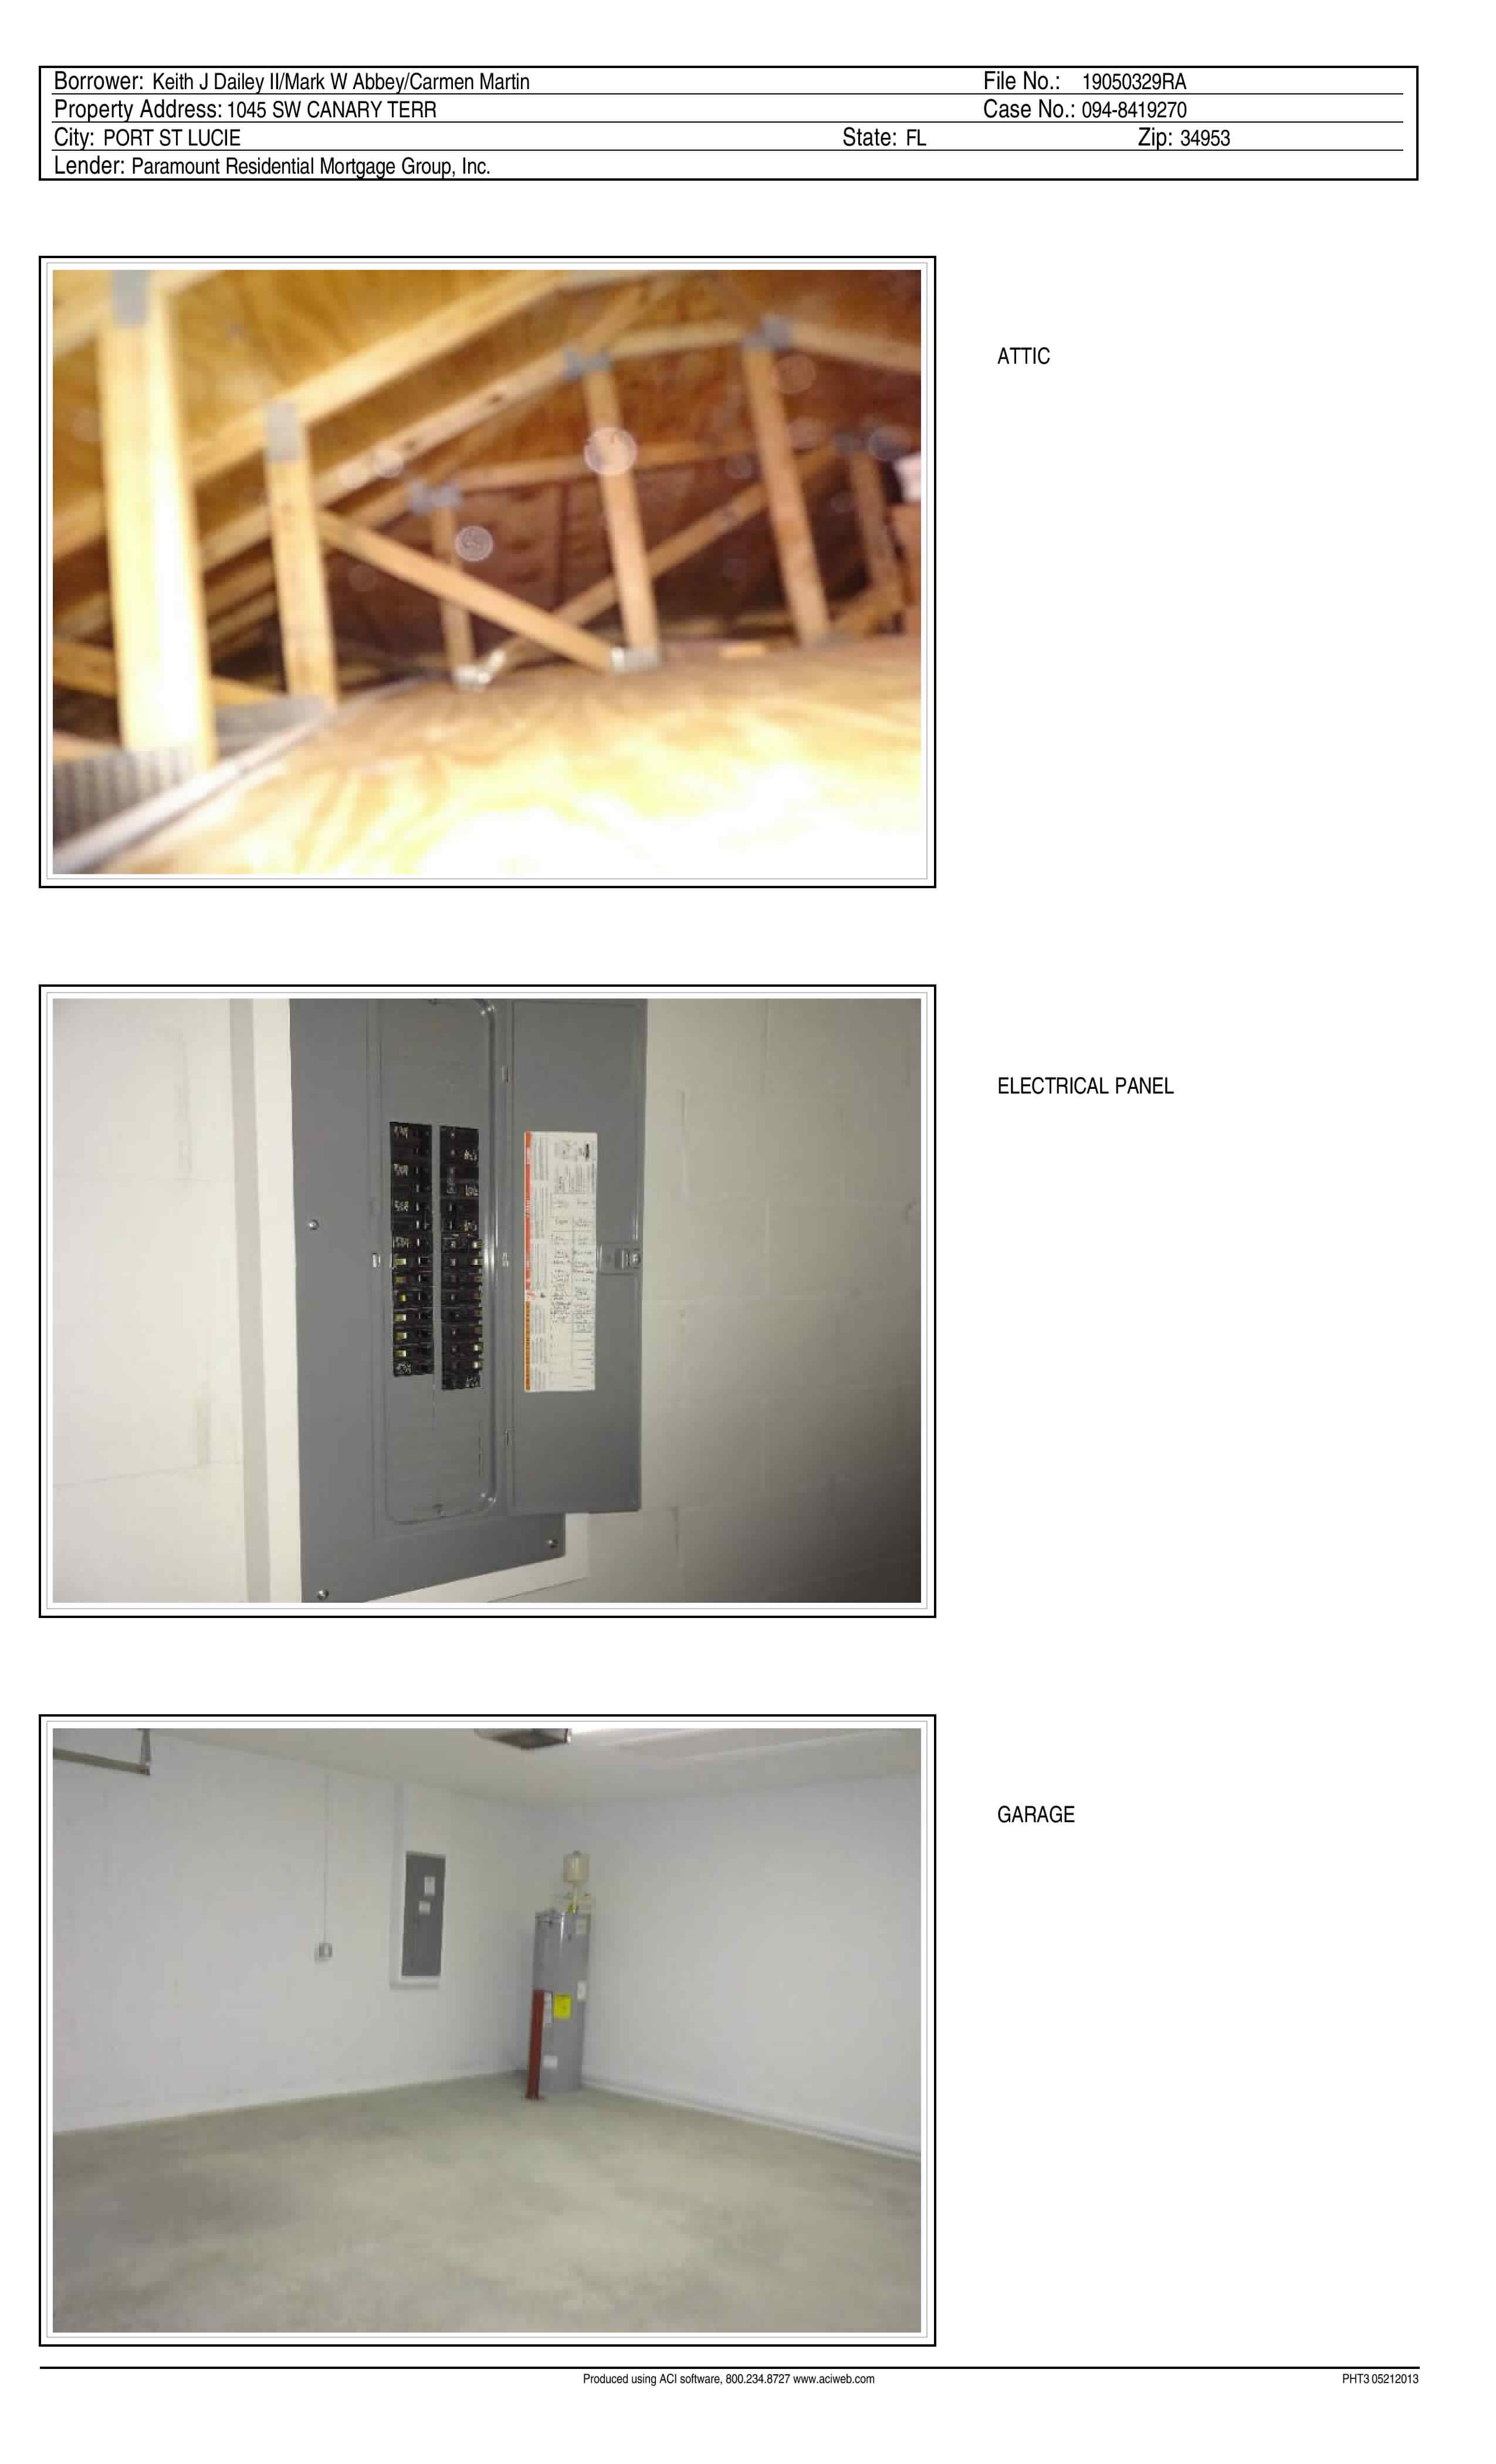 Borrower: Keith J Dailey II/Mark W Abbey/Carmen Martin File No.: 19050329RA
Property Address: 1045 SW CANARY TERR Case No.: 094-8419270
City: PORT ST LUCIE State: FL Zip: 34953
Lender: Paramount Residential Mortgage Group, Inc.
ATTIC
ELECTRICAL PANEL
GARAGE
Produced using ACI software, 800.234.8727 www.aciweb.com PHT3 05212013